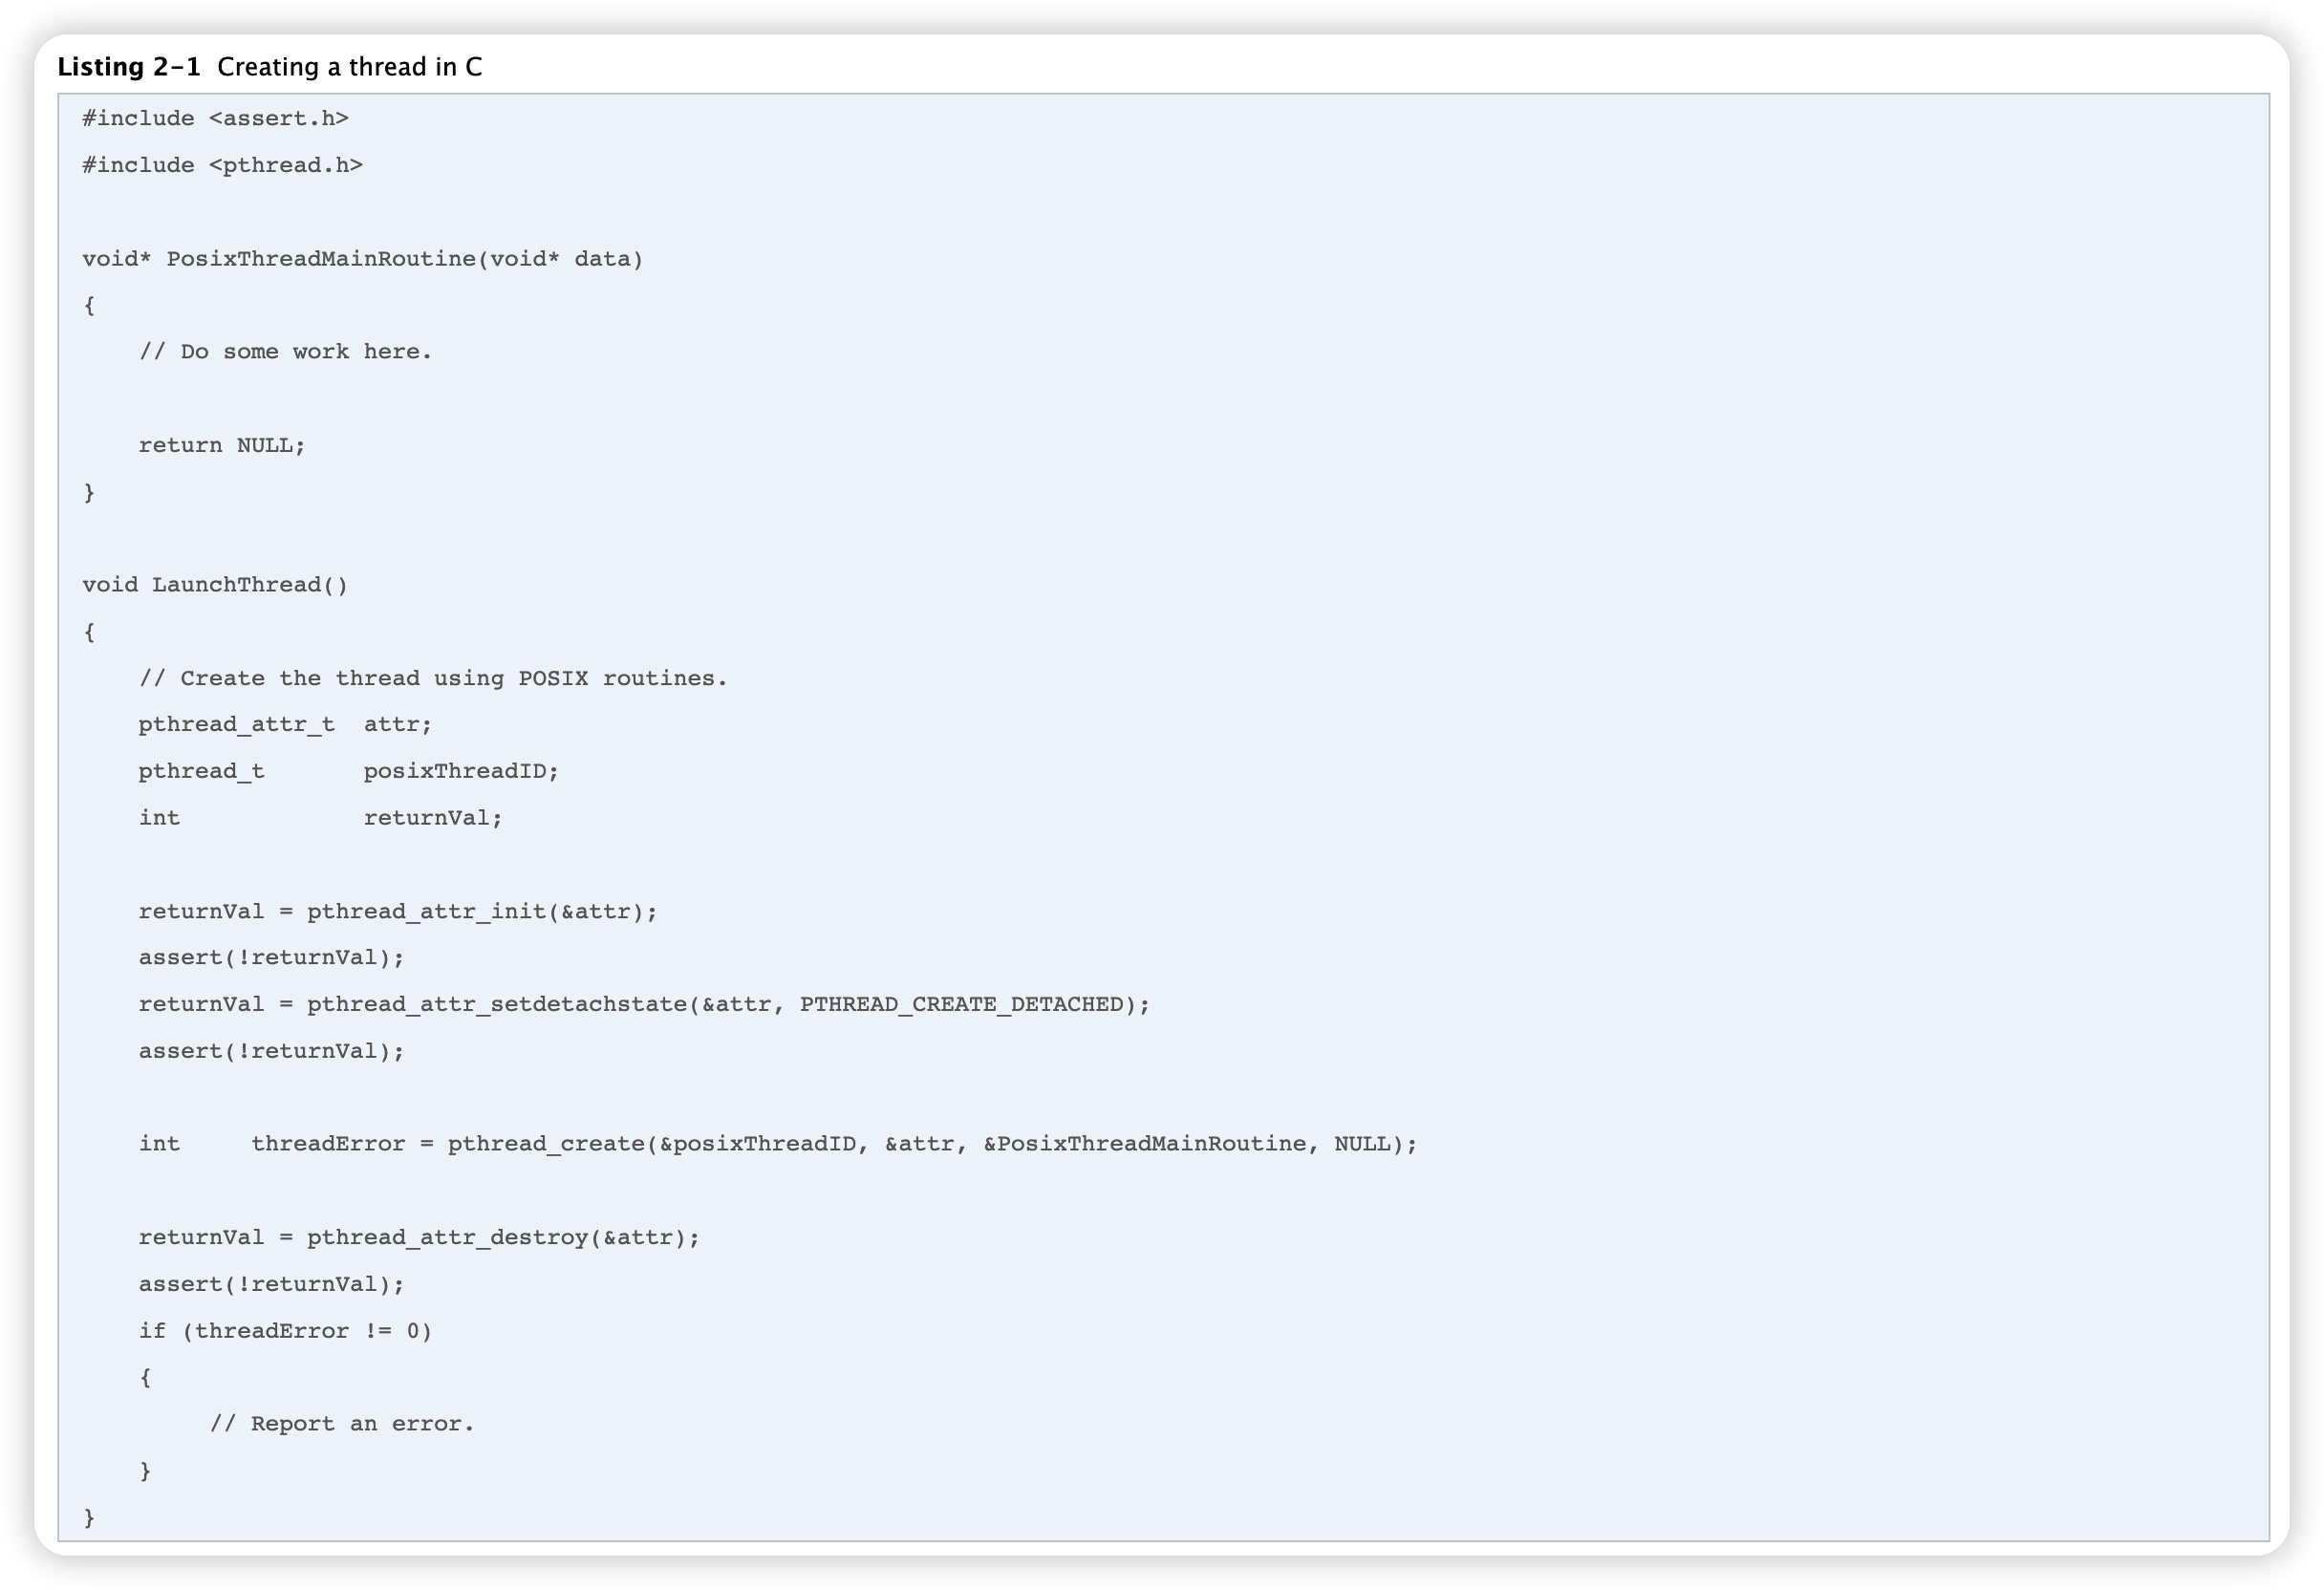 Listing 2-1  Creating a thread in C
#include <assert.h>
#include <pthread.h>
void* PosixThreadMainRoutine(void* data)
{
    // Do some work here.
    return NULL;
}
void LaunchThread()
{
    // Create the thread using POSIX routines.
    pthread_attr_t  attr;
    pthread_t       posixThreadID;
    int             returnVal;
    returnVal = pthread_attr_init(&attr);
    assert(!returnVal);
    returnVal = pthread_attr_setdetachstate(&attr, PTHREAD_CREATE_DETACHED);
    assert(!returnVal);
    int     threadError = pthread_create(&posixThreadID, &attr, &PosixThreadMainRoutine, NULL);
    returnVal = pthread_attr_destroy(&attr);
    assert(!returnVal);
    if (threadError != 0)
    {
         // Report an error.
    }
}